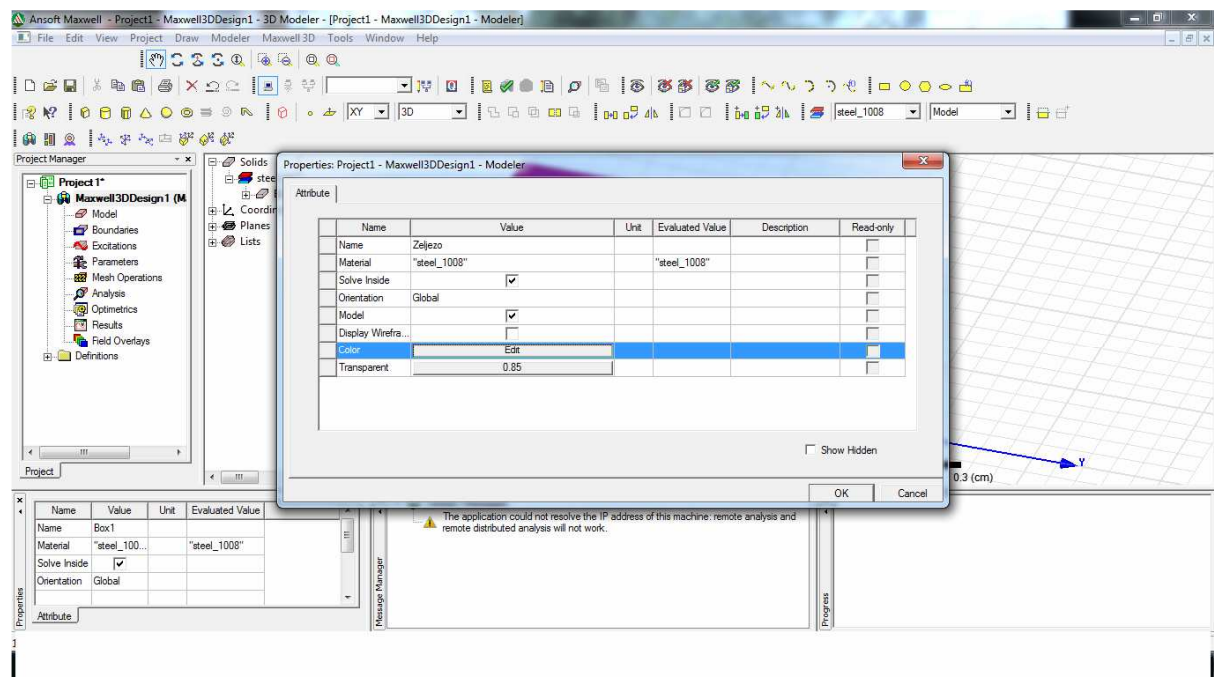 Ansoft Maxwell - Project1 - Maxwell3DDesign1 - 3D Modeler - [Project1 - Maxwell3DDesign1 - Modeler]
File Edit View Project Draw Modeler Maxwell 3D Tools Window Help
XY 3D steel_1008 Model
Project Manager
Project1*
Maxwell3DDesign1 (M
Model
Boundaries
Excitations
Parameters
Mesh Operations
Analysis
Optimetrics
Results
Field Overlays
Definitions
Project
Solids
stee
Coordin
Planes
Lists
Properties: Project1 - Maxwell3DDesign1 - Modeler
Attribute
Name Value Unit Evaluated Value Description Read-only
Name Zeljezo
Material "steel_1008" "steel_1008"
Solve Inside
Orientation Global
Model
Display Wirefra...
Color Edit
Transparent 0.85
Show Hidden
OK Cancel
Y
0.3 (cm)
Name Value Unit Evaluated Value
Name Box1
Material "steel_100... "steel_1008"
Solve Inside
Orientation Global
Attribute
Properties
The application could not resolve the IP address of this machine: remote analysis and
remote distributed analysis will not work.
Message Manager
Progress